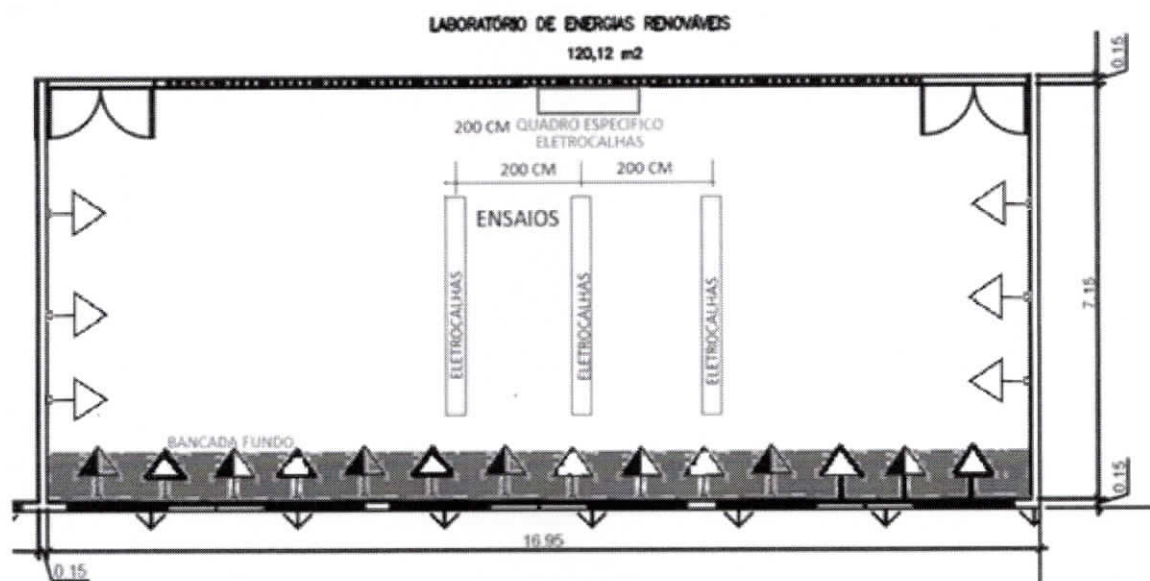 LABORATÓRIO DE ENERGIAS RENOVÁVEIS
120,12 m2
0.15
200 CM QUADRO ESPECIFICO
ELETROCALHAS
200 CM
200 CM
ENSAIOS
ELETROCALHAS
ELETROCALHAS
ELETROCALHAS
7.15
BANCADA FUNDO
0.15
16.95
0.15